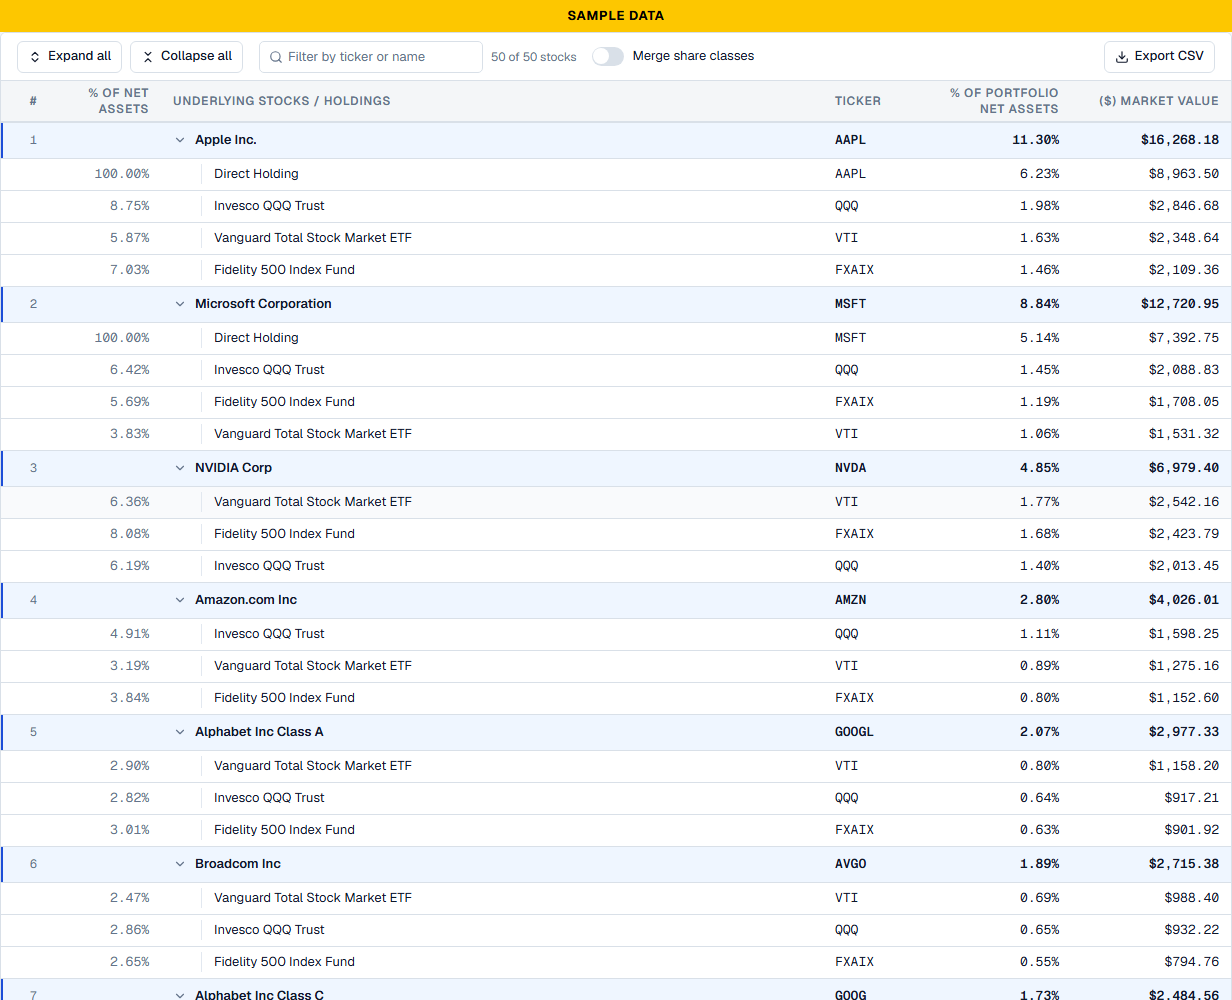 SAMPLE DATA
Expand all Collapse all Filter by ticker or name 50 of 50 stocks Merge share classes Export CSV
# % OF NET ASSETS UNDERLYING STOCKS / HOLDINGS TICKER % OF PORTFOLIO NET ASSETS ($) MARKET VALUE
1 Apple Inc. AAPL 11.30% $16,268.18
100.00% Direct Holding AAPL 6.23% $8,963.50
8.75% Invesco QQQ Trust QQQ 1.98% $2,846.68
5.87% Vanguard Total Stock Market ETF VTI 1.63% $2,348.64
7.03% Fidelity 500 Index Fund FXAIX 1.46% $2,109.36
2 Microsoft Corporation MSFT 8.84% $12,720.95
100.00% Direct Holding MSFT 5.14% $7,392.75
6.42% Invesco QQQ Trust QQQ 1.45% $2,088.83
5.69% Fidelity 500 Index Fund FXAIX 1.19% $1,708.05
3.83% Vanguard Total Stock Market ETF VTI 1.06% $1,531.32
3 NVIDIA Corp NVDA 4.85% $6,979.40
6.36% Vanguard Total Stock Market ETF VTI 1.77% $2,542.16
8.08% Fidelity 500 Index Fund FXAIX 1.68% $2,423.79
6.19% Invesco QQQ Trust QQQ 1.40% $2,013.45
4 Amazon.com Inc AMZN 2.80% $4,026.01
4.91% Invesco QQQ Trust QQQ 1.11% $1,598.25
3.19% Vanguard Total Stock Market ETF VTI 0.89% $1,275.16
3.84% Fidelity 500 Index Fund FXAIX 0.80% $1,152.60
5 Alphabet Inc Class A GOOGL 2.07% $2,977.33
2.90% Vanguard Total Stock Market ETF VTI 0.80% $1,158.20
2.82% Invesco QQQ Trust QQQ 0.64% $917.21
3.01% Fidelity 500 Index Fund FXAIX 0.63% $901.92
6 Broadcom Inc AVGO 1.89% $2,715.38
2.47% Vanguard Total Stock Market ETF VTI 0.69% $988.40
2.86% Invesco QQQ Trust QQQ 0.65% $932.22
2.65% Fidelity 500 Index Fund FXAIX 0.55% $794.76
7 Alphabet Inc Class C GOOG 1.73% $2,484.56